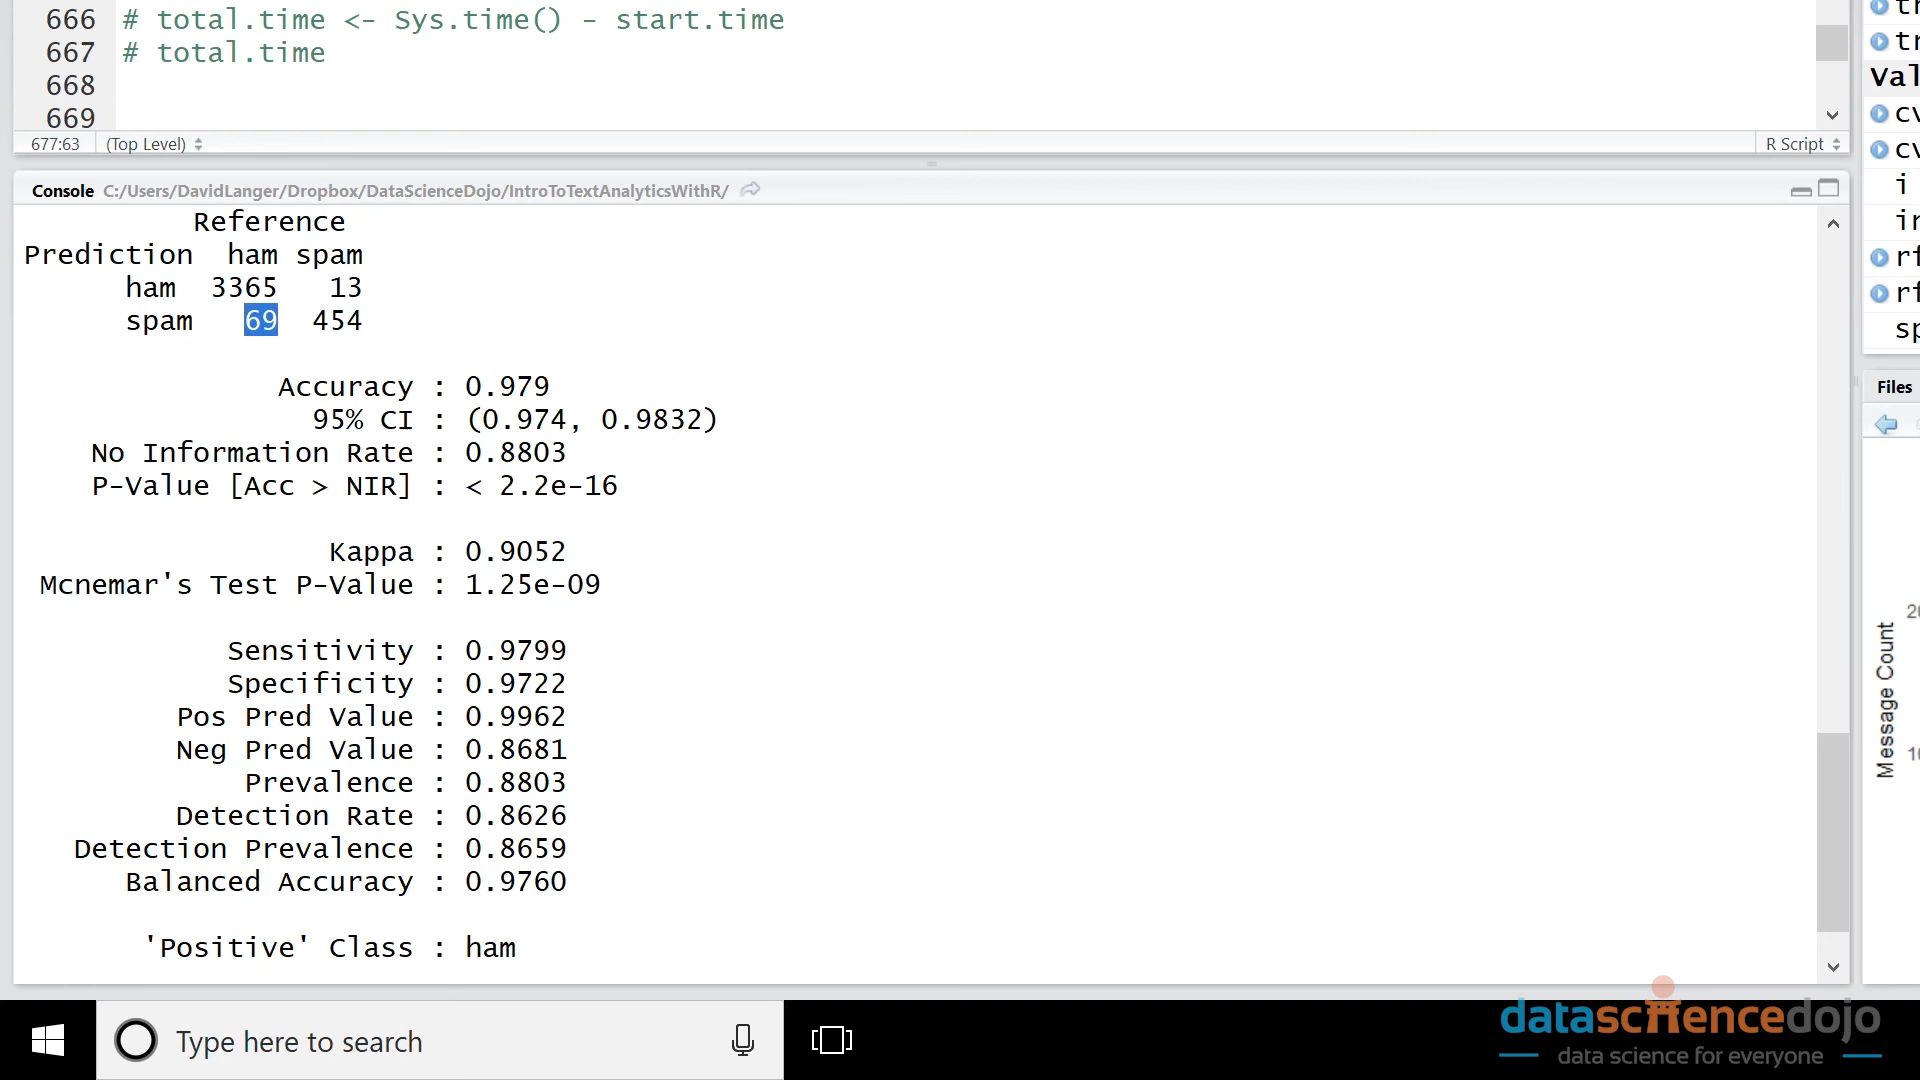 666 # total.time <- Sys.time() - start.time
667 # total.time
668
669
677:63 (Top Level) R Script
Console C:/Users/DavidLanger/Dropbox/DataScienceDojo/IntroToTextAnalyticsWithR/
Reference
Prediction ham spam
ham 3365 13
spam 69 454
Accuracy : 0.979
95% CI : (0.974, 0.9832)
No Information Rate : 0.8803
P-Value [Acc > NIR] : < 2.2e-16
Kappa : 0.9052
Mcnemar's Test P-Value : 1.25e-09
Sensitivity : 0.9799
Specificity : 0.9722
Pos Pred Value : 0.9962
Neg Pred Value : 0.8681
Prevalence : 0.8803
Detection Rate : 0.8626
Detection Prevalence : 0.8659
Balanced Accuracy : 0.9760
'Positive' Class : ham
i
Files
Message Count
Type here to search
datasciencedojo
data science for everyone